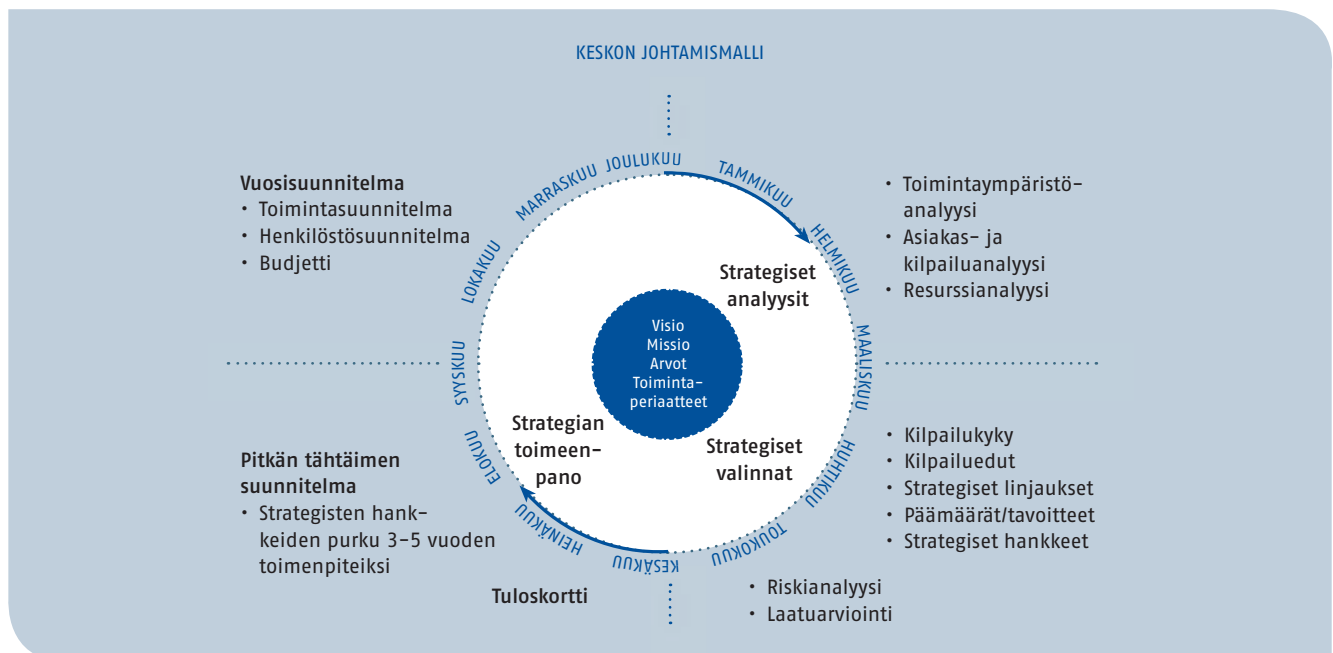 KESKON JOHTAMISMALLI
Vuosisuunnitelma
• Toimintasuunnitelma
• Henkilöstösuunnitelma
• Budjetti
• Toimintaympäristö-
analyysi
• Asiakas- ja
kilpailuanalyysi
• Resurssianalyysi
TAMMIKUU
HELMIKUU
MAALISKUU
HUHTIKUU
TOUKOKUU
KESÄKUU
HEINÄKUU
ELOKUU
SYYSKUU
LOKAKUU
MARRASKUU
JOULUKUU
Strategiset
analyysit
Visio
Missio
Arvot
Toiminta-
periaatteet
Strategian
toimeen-
pano
Strategiset
valinnat
Pitkän tähtäimen
suunnitelma
• Strategisten hank-
keiden purku 3-5 vuoden
toimenpiteiksi
• Kilpailukyky
• Kilpailuedut
• Strategiset linjaukset
• Päämäärät/tavoitteet
• Strategiset hankkeet
Tuloskortti
• Riskianalyysi
• Laatuarviointi